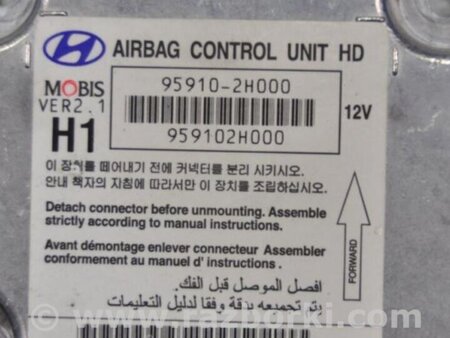 AIRBAG CONTROL UNIT HD
MOBIS
95910-2H000
VER2.1
12V
H1
959102H000
이 장치를 떼어내기 전에 커넥터를 분리 시키시오.
안내 책자의 지침에 따라서만 이 장치를 조립하십시오.
Detach connector before unmounting. Assemble
strictly according to manual instructions.
Avant démontage enlever connecteur Assembler
conformement au manuel d' instructions.
افصل الموصل قبل الفك.
يتم تجميعه بدقة وفقا لدليل التعليمات
FORWARD
www.razborki.com